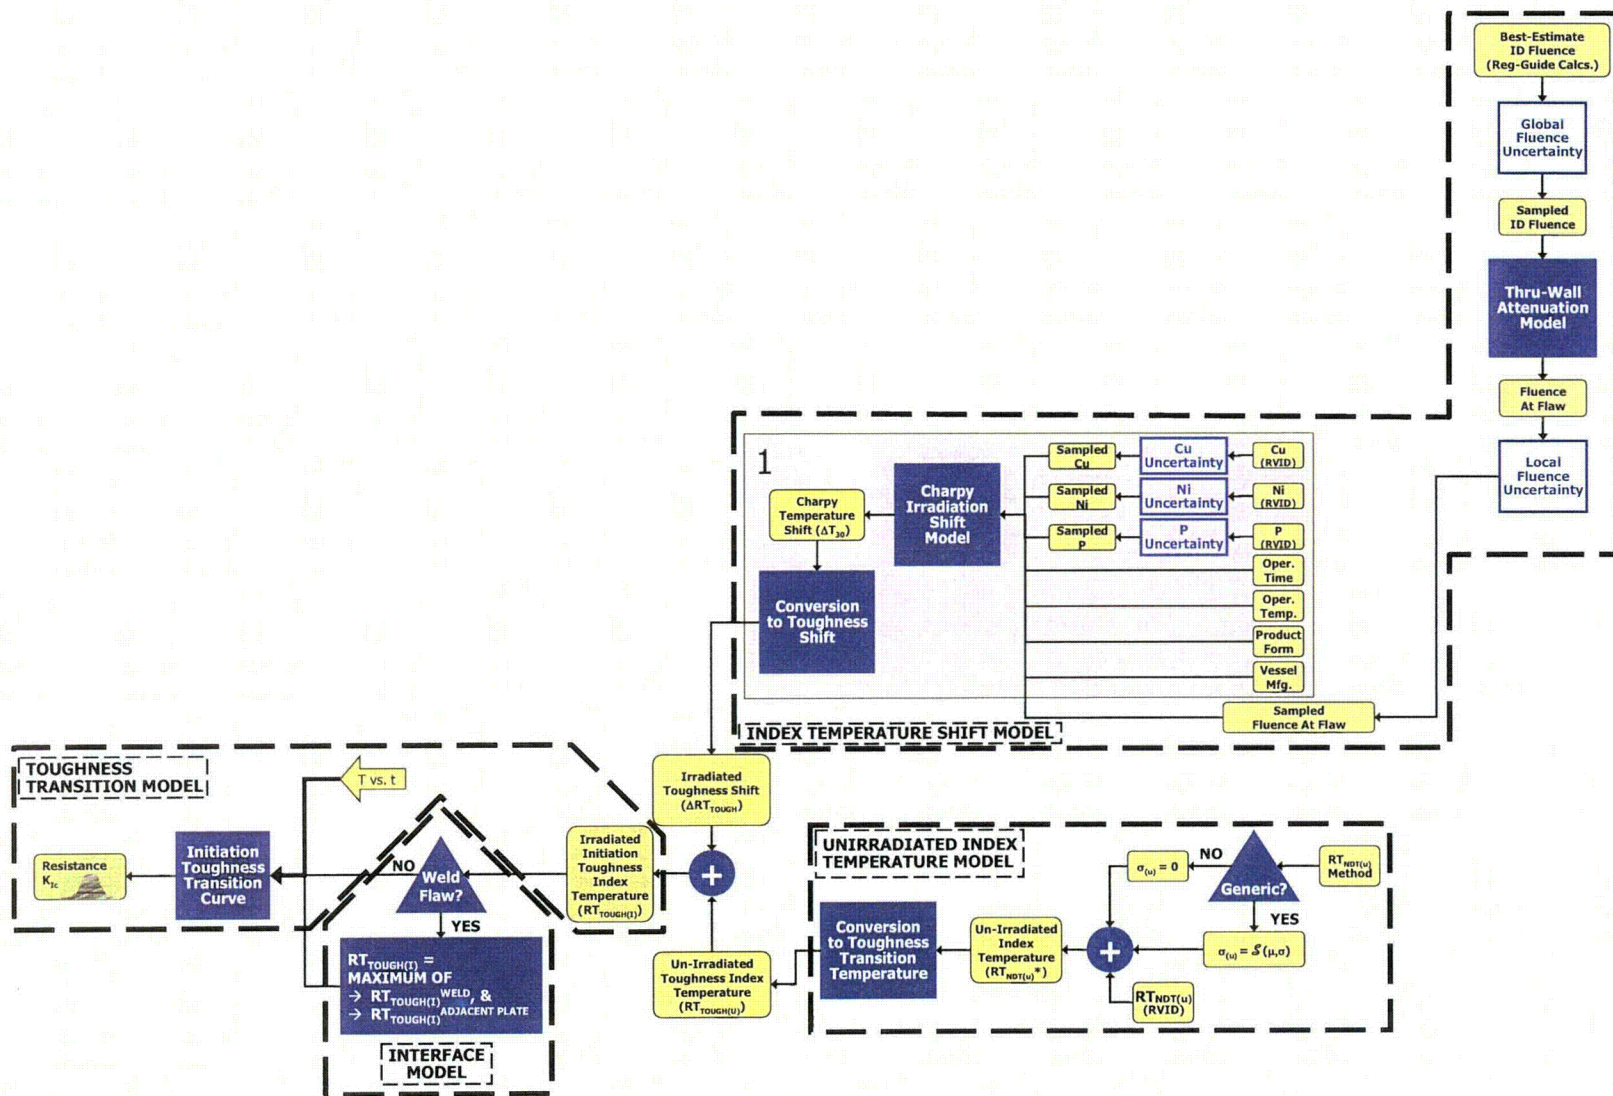 Best-Estimate
ID Fluence
(Reg-Guide Calcs.)
Global
Fluence
Uncertainty
Sampled
ID Fluence
Thru-Wall
Attenuation
Model
Fluence
At Flaw
Local
Fluence
Uncertainty
1
Charpy
Temperature
Shift (ΔT30)
Charpy
Irradiation
Shift
Model
Conversion
to Toughness
Shift
Sampled
Cu
Cu
Uncertainty
Cu
(RVID)
Sampled
Ni
Ni
Uncertainty
Ni
(RVID)
Sampled
P
P
Uncertainty
P
(RVID)
Oper.
Time
Oper.
Temp.
Product
Form
Vessel
Mfg.
Sampled
Fluence At Flaw
INDEX TEMPERATURE SHIFT MODEL
TOUGHNESS
TRANSITION MODEL
T vs. t
Resistance
KIc
Initiation
Toughness
Transition
Curve
NO
Weld
Flaw?
YES
RTTOUGH(I) =
MAXIMUM OF
→ RTTOUGH(I)WELD, &
→ RTTOUGH(I)ADJACENT PLATE
INTERFACE
MODEL
Irradiated
Initiation
Toughness
Index
Temperature
(RTTOUGH(I))
Irradiated
Toughness Shift
(ΔRTTOUGH)
+
Un-Irradiated
Toughness Index
Temperature
(RTTOUGH(U))
UNIRRADIATED INDEX
TEMPERATURE MODEL
Conversion
to Toughness
Transition
Temperature
Un-Irradiated
Index
Temperature
(RTNDT(u)*)
+
σ(u) = 0
NO
Generic?
YES
RTNDT(u)
Method
σ(u) = S(μ,σ)
RTNDT(u)
(RVID)